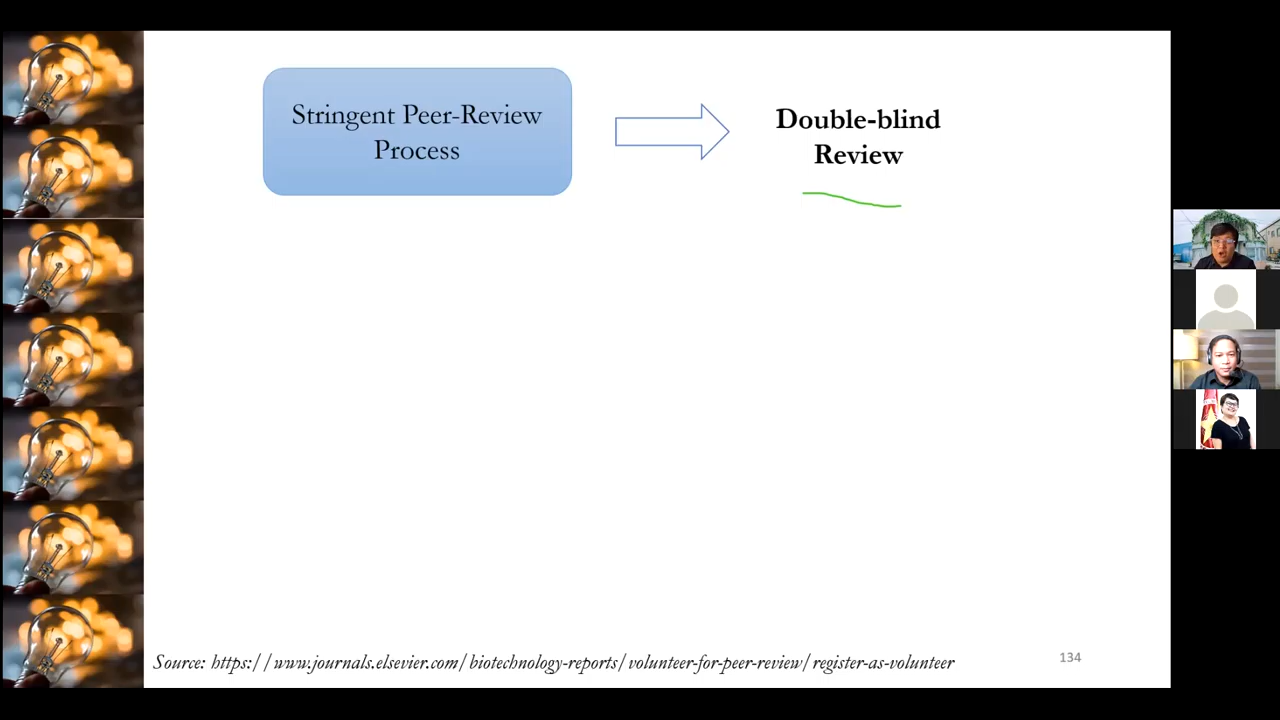 Stringent Peer-Review
Process
Double-blind
Review
Source: https://www.journals.elsevier.com/biotechnology-reports/volunteer-for-peer-review/register-as-volunteer
134